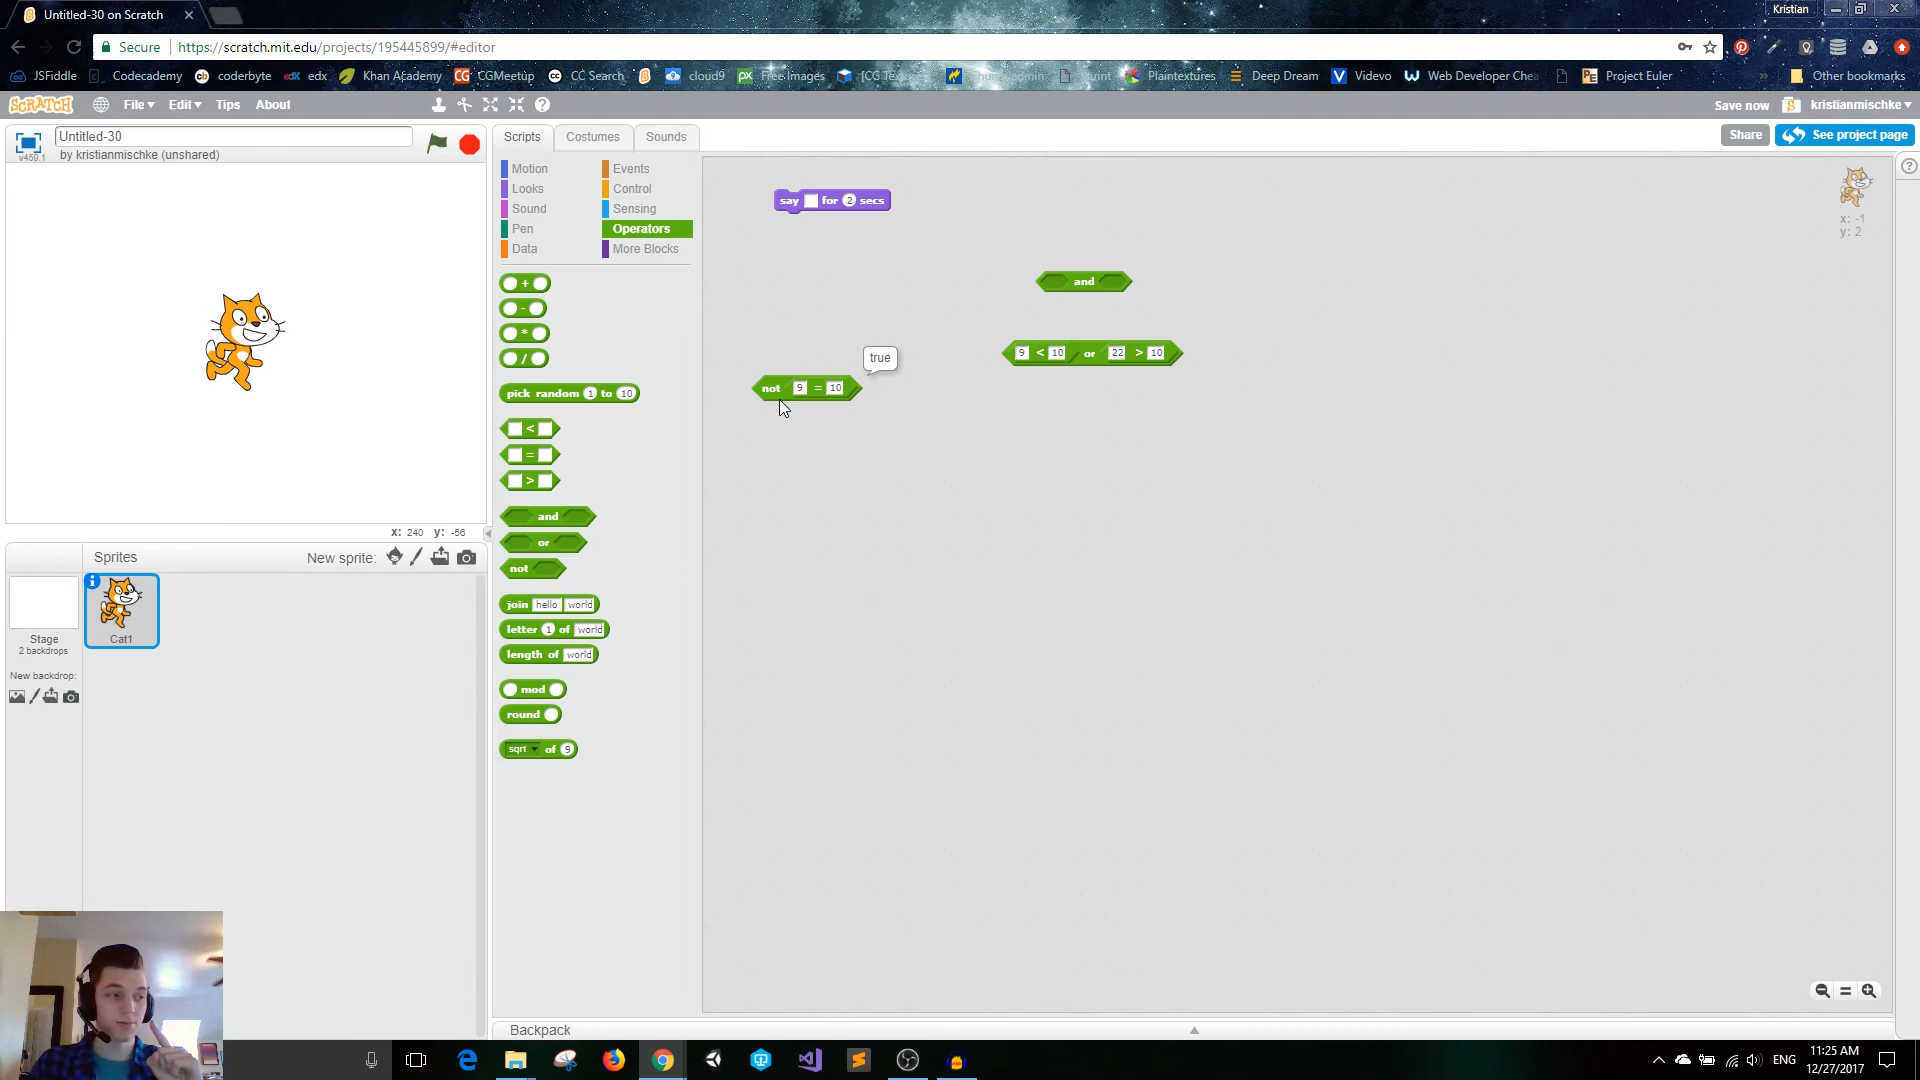 Untitled-30 on Scratch
Kristian
Secure https://scratch.mit.edu/projects/195445899/#editor
JSFiddle Codecademy coderbyte edx Khan Academy CGMeetup CC Search cloud9 Free Images Plaintextures Deep Dream Videvo Web Developer Chea Project Euler Other bookmarks
SCRATCH File Edit Tips About Save now kristianmischke
Untitled-30
by kristianmischke (unshared)
v459.1
Scripts Costumes Sounds
Share See project page
Motion Events
Looks Control
Sound Sensing
Pen Operators
Data More Blocks
+
-
*
/
pick random 1 to 10
<
=
>
and
or
not
join hello world
letter 1 of world
length of world
mod
round
sqrt of 9
say for 2 secs
and
9 < 10 or 22 > 10
true
not 9 = 10
x: -1
y: 2
x: 240 y: -56
Sprites New sprite:
Stage
2 backdrops
New backdrop:
Cat1
Backpack
ENG
11:25 AM
12/27/2017